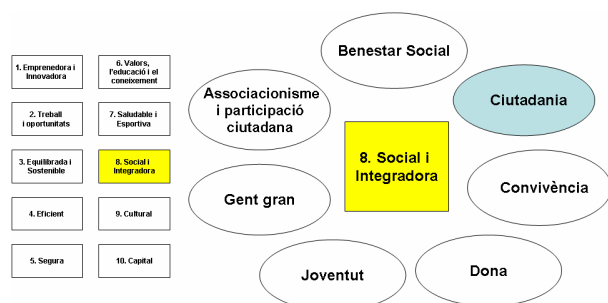 1. Emprenedora i
Innovadora
6. Valors,
l'educació i el
coneixement
2. Treball
i oportunitats
7. Saludable i
Esportiva
3. Equilibrada i
Sostenible
8. Social i
Integradora
4. Eficient
9. Cultural
5. Segura
10. Capital
Benestar Social
Associacionisme
i participació
ciutadana
Ciutadania
8. Social i
Integradora
Gent gran
Convivència
Joventut
Dona